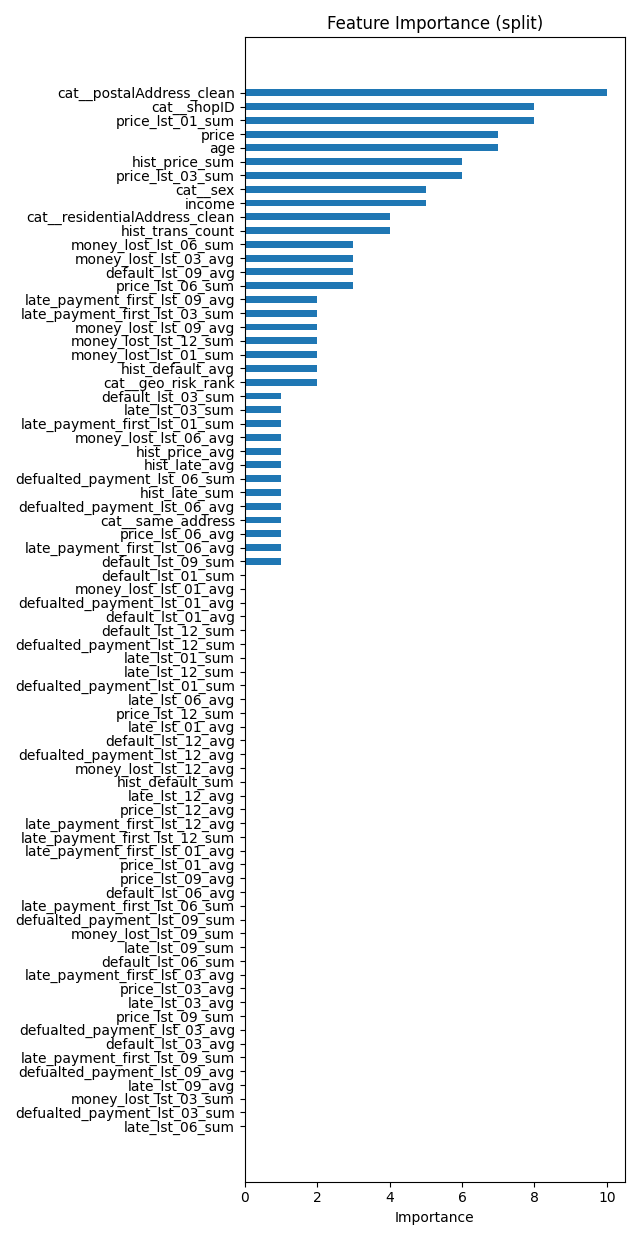 Feature Importance (split)
cat__postalAddress_clean
cat__shopID
price_lst_01_sum
price
age
hist_price_sum
price_lst_03_sum
cat__sex
income
cat__residentialAddress_clean
hist_trans_count
money_lost_lst_06_sum
money_lost_lst_03_avg
default_lst_09_avg
price_lst_06_sum
late_payment_first_lst_09_avg
late_payment_first_lst_03_sum
money_lost_lst_09_avg
money_lost_lst_12_sum
money_lost_lst_01_sum
hist_default_avg
cat__geo_risk_rank
default_lst_03_sum
late_lst_03_sum
late_payment_first_lst_01_sum
money_lost_lst_06_avg
hist_price_avg
hist_late_avg
defualted_payment_lst_06_sum
hist_late_sum
defualted_payment_lst_06_avg
cat__same_address
price_lst_06_avg
late_payment_first_lst_06_avg
default_lst_09_sum
default_lst_01_sum
money_lost_lst_01_avg
defualted_payment_lst_01_avg
default_lst_01_avg
default_lst_12_sum
defualted_payment_lst_12_sum
late_lst_01_sum
late_lst_12_sum
defualted_payment_lst_01_sum
late_lst_06_avg
price_lst_12_sum
late_lst_01_avg
default_lst_12_avg
defualted_payment_lst_12_avg
money_lost_lst_12_avg
hist_default_sum
late_lst_12_avg
price_lst_12_avg
late_payment_first_lst_12_avg
late_payment_first_lst_12_sum
late_payment_first_lst_01_avg
price_lst_01_avg
price_lst_09_avg
default_lst_06_avg
late_payment_first_lst_06_sum
defualted_payment_lst_09_sum
money_lost_lst_09_sum
late_lst_09_sum
default_lst_06_sum
late_payment_first_lst_03_avg
price_lst_03_avg
late_lst_03_avg
price_lst_09_sum
defualted_payment_lst_03_avg
default_lst_03_avg
late_payment_first_lst_09_sum
defualted_payment_lst_09_avg
late_lst_09_avg
money_lost_lst_03_sum
defualted_payment_lst_03_sum
late_lst_06_sum
0 2 4 6 8 10
Importance